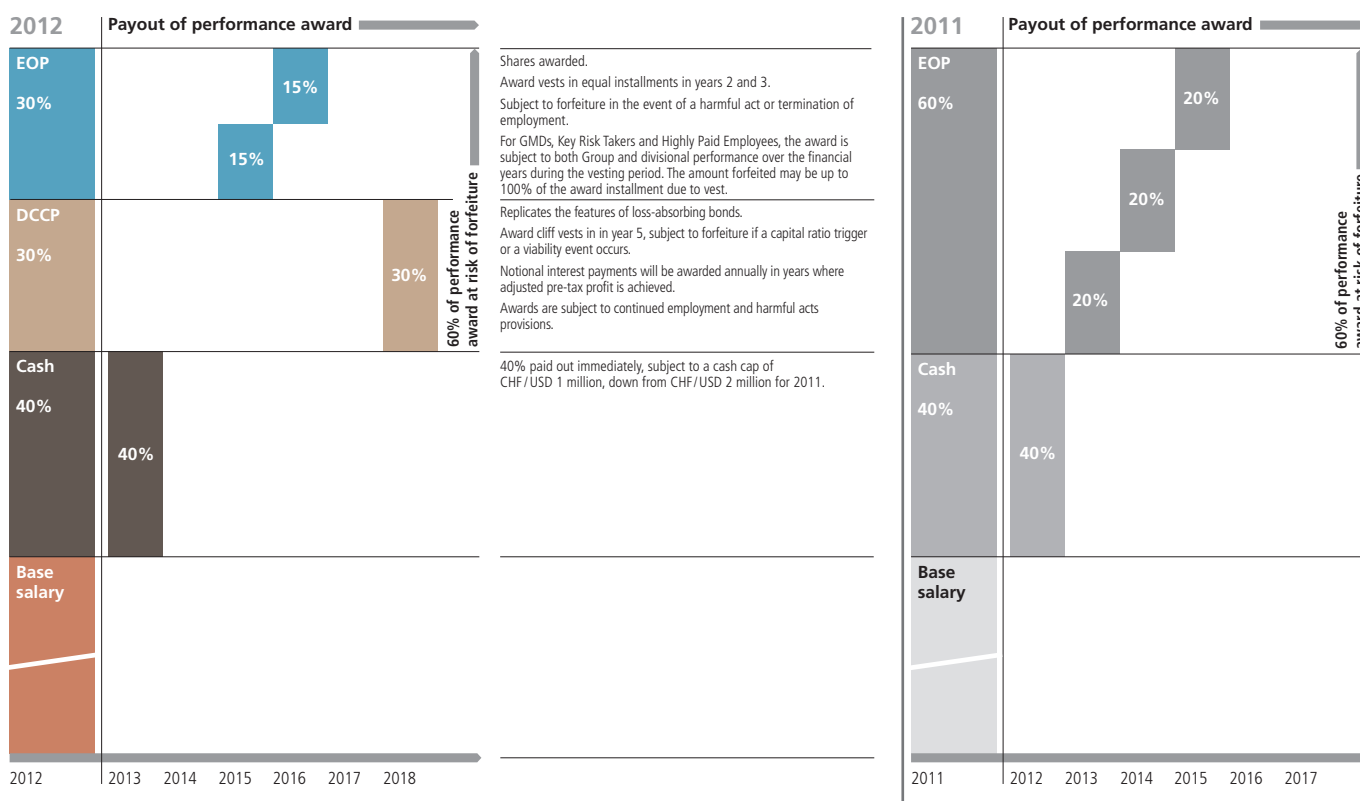 2012
Payout of performance award
EOP
30%
15%
15%
DCCP
30%
30%
Cash
40%
40%
Base
salary
60% of performance
award at risk of forfeiture
2012 2013 2014 2015 2016 2017 2018
Shares awarded.
Award vests in equal installments in years 2 and 3.
Subject to forfeiture in the event of a harmful act or termination of
employment.
For GMDs, Key Risk Takers and Highly Paid Employees, the award is
subject to both Group and divisional performance over the financial
years during the vesting period. The amount forfeited may be up to
100% of the award installment due to vest.
Replicates the features of loss-absorbing bonds.
Award cliff vests in in year 5, subject to forfeiture if a capital ratio trigger
or a viability event occurs.
Notional interest payments will be awarded annually in years where
adjusted pre-tax profit is achieved.
Awards are subject to continued employment and harmful acts
provisions.
40% paid out immediately, subject to a cash cap of
CHF / USD 1 million, down from CHF / USD 2 million for 2011.
2011
Payout of performance award
EOP
60%
20%
20%
20%
Cash
40%
40%
Base
salary
60% of performance
award at risk of forfeiture
2011 2012 2013 2014 2015 2016 2017